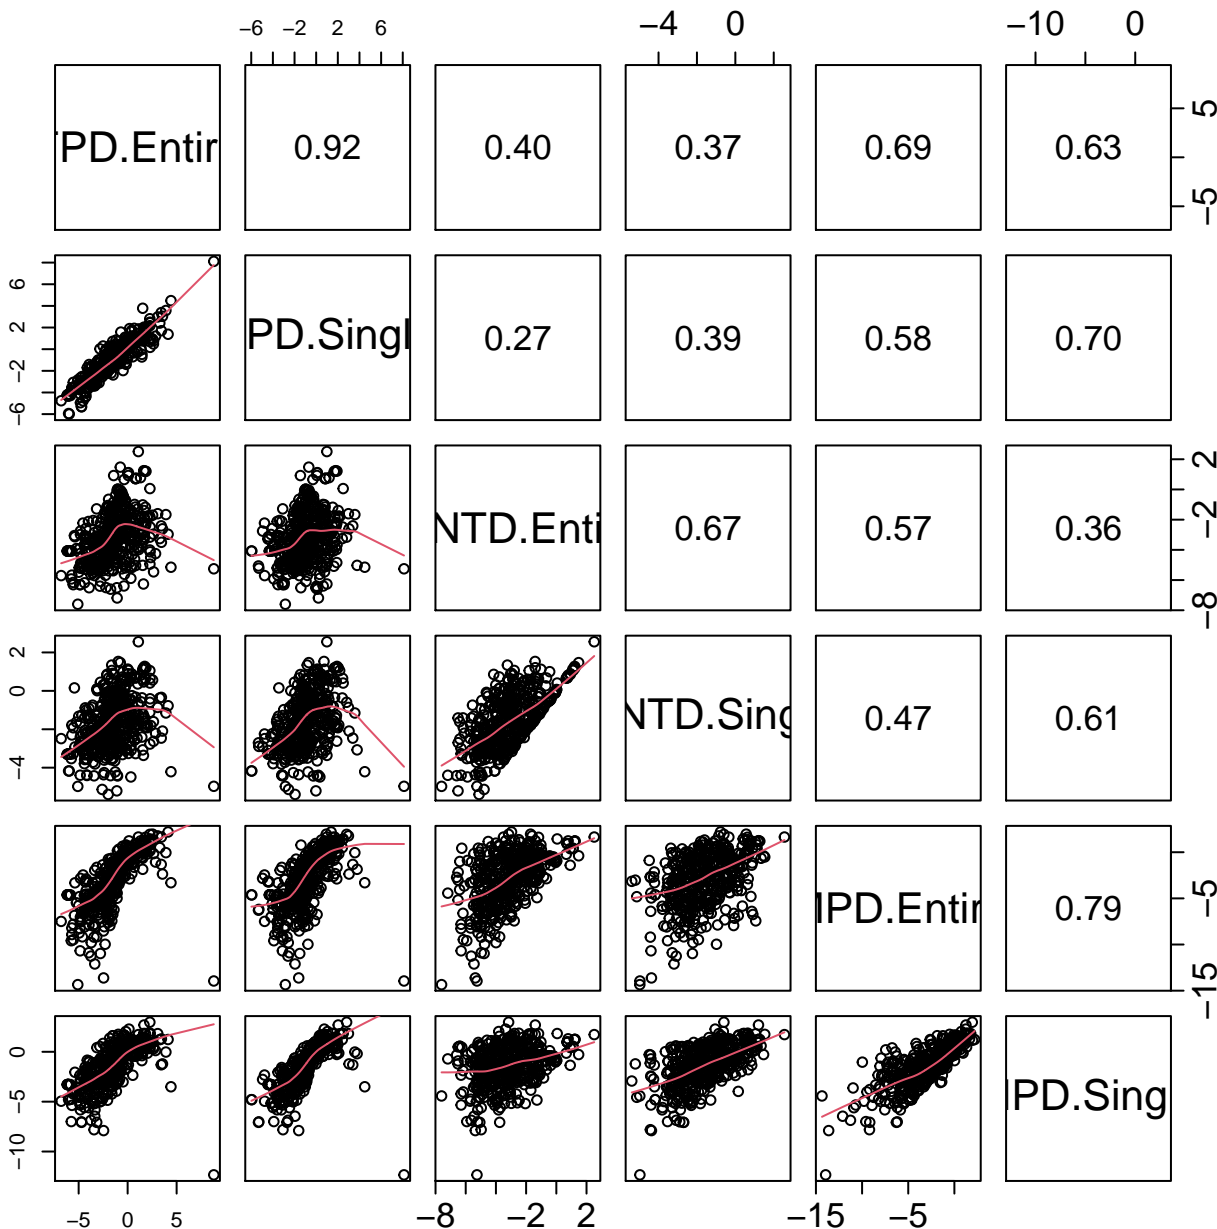 −6 −2 2 6 −4 0 −10 0
PD.Entir 0.92 0.40 0.37 0.69 0.63 5 −5
6 2 −2 −6 PD.Singl 0.27 0.39 0.58 0.70
NTD.Enti 0.67 0.57 0.36 2 −2 −8
2 0 −4 NTD.Sing 0.47 0.61
PD.Entir 0.79 −5 −15
0 −5 −10 PD.Sing
−5 0 5 −8 −2 2 −15 −5